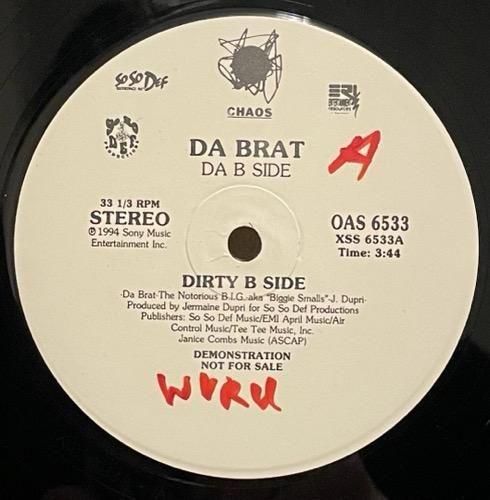 SO SO DEF
CHAOS
ERI
DA BRAT
A
DA B SIDE
33 1/3 RPM
STEREO
℗ 1994 Sony Music
Entertainment Inc.
OAS 6533
XSS 6533A
Time: 3:44
DIRTY B SIDE
-Da Brat-The Notorious B.I.G. aka "Biggie Smalls"-J. Dupri-
Produced by Jermaine Dupri for So So Def Productions
Publishers: So So Def Music/EMI April Music/Air
Control Music/Tee Tee Music, Inc.
Janice Combs Music (ASCAP)
DEMONSTRATION
NOT FOR SALE
WVRU